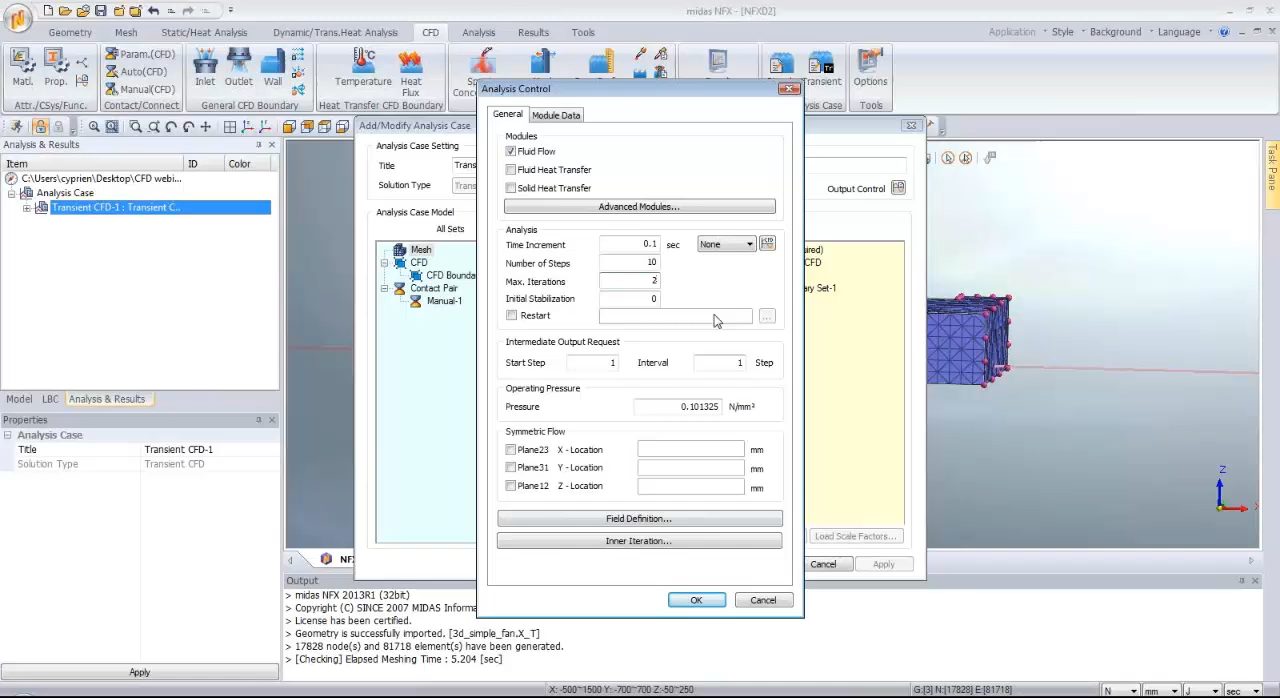 midas NFX - [NFXD2]
Geometry Mesh Static/Heat Analysis Dynamic/Trans.Heat Analysis CFD Analysis Results Tools Application Style Background Language
Matl. Prop. Param.(CFD) Auto(CFD) Manual(CFD) Inlet Outlet Wall Temperature Heat Flux Transient Options
Attr./CSys/Func. Contact/Connect General CFD Boundary Heat Transfer CFD Boundary Tools
Analysis & Results
Item ID Color
C:\Users\cyprien\Desktop\CFD webi...
Analysis Case
Transient CFD-1 : Transient C...
Model LBC Analysis & Results
Properties
Analysis Case
Title Transient CFD-1
Solution Type Transient CFD
Apply
Add/Modify Analysis Case
Analysis Case Setting
Title Trans
Solution Type Trans
Output Control
Analysis Case Model
All Sets
Mesh
CFD
CFD Bounda
Contact Pair
Manual-1
CFD
ary Set-1
Load Scale Factors...
Cancel Apply
Analysis Control
General Module Data
Modules
Fluid Flow
Fluid Heat Transfer
Solid Heat Transfer
Advanced Modules...
Analysis
Time Increment 0.1 sec None
Number of Steps 10
Max. Iterations 2
Initial Stabilization 0
Restart ...
Intermediate Output Request
Start Step 1 Interval 1 Step
Operating Pressure
Pressure 0.101325 N/mm²
Symmetric Flow
Plane23 X - Location mm
Plane31 Y - Location mm
Plane12 Z - Location mm
Field Definition...
Inner Iteration...
OK Cancel
Task Pane
Z
X
NF
Output
> midas NFX 2013R1 (32bit)
> Copyright (C) SINCE 2007 MIDAS Informa
> License has been certified.
> Geometry is successfully imported. [3d_simple_fan.X_T]
> 17828 node(s) and 81718 element(s) have been generated.
> [Checking] Elapsed Meshing Time : 5.204 [sec]
X: -500~1500 Y:-700~700 Z:-50~250 G:[3] N:[17828] E:[81718] N mm J sec